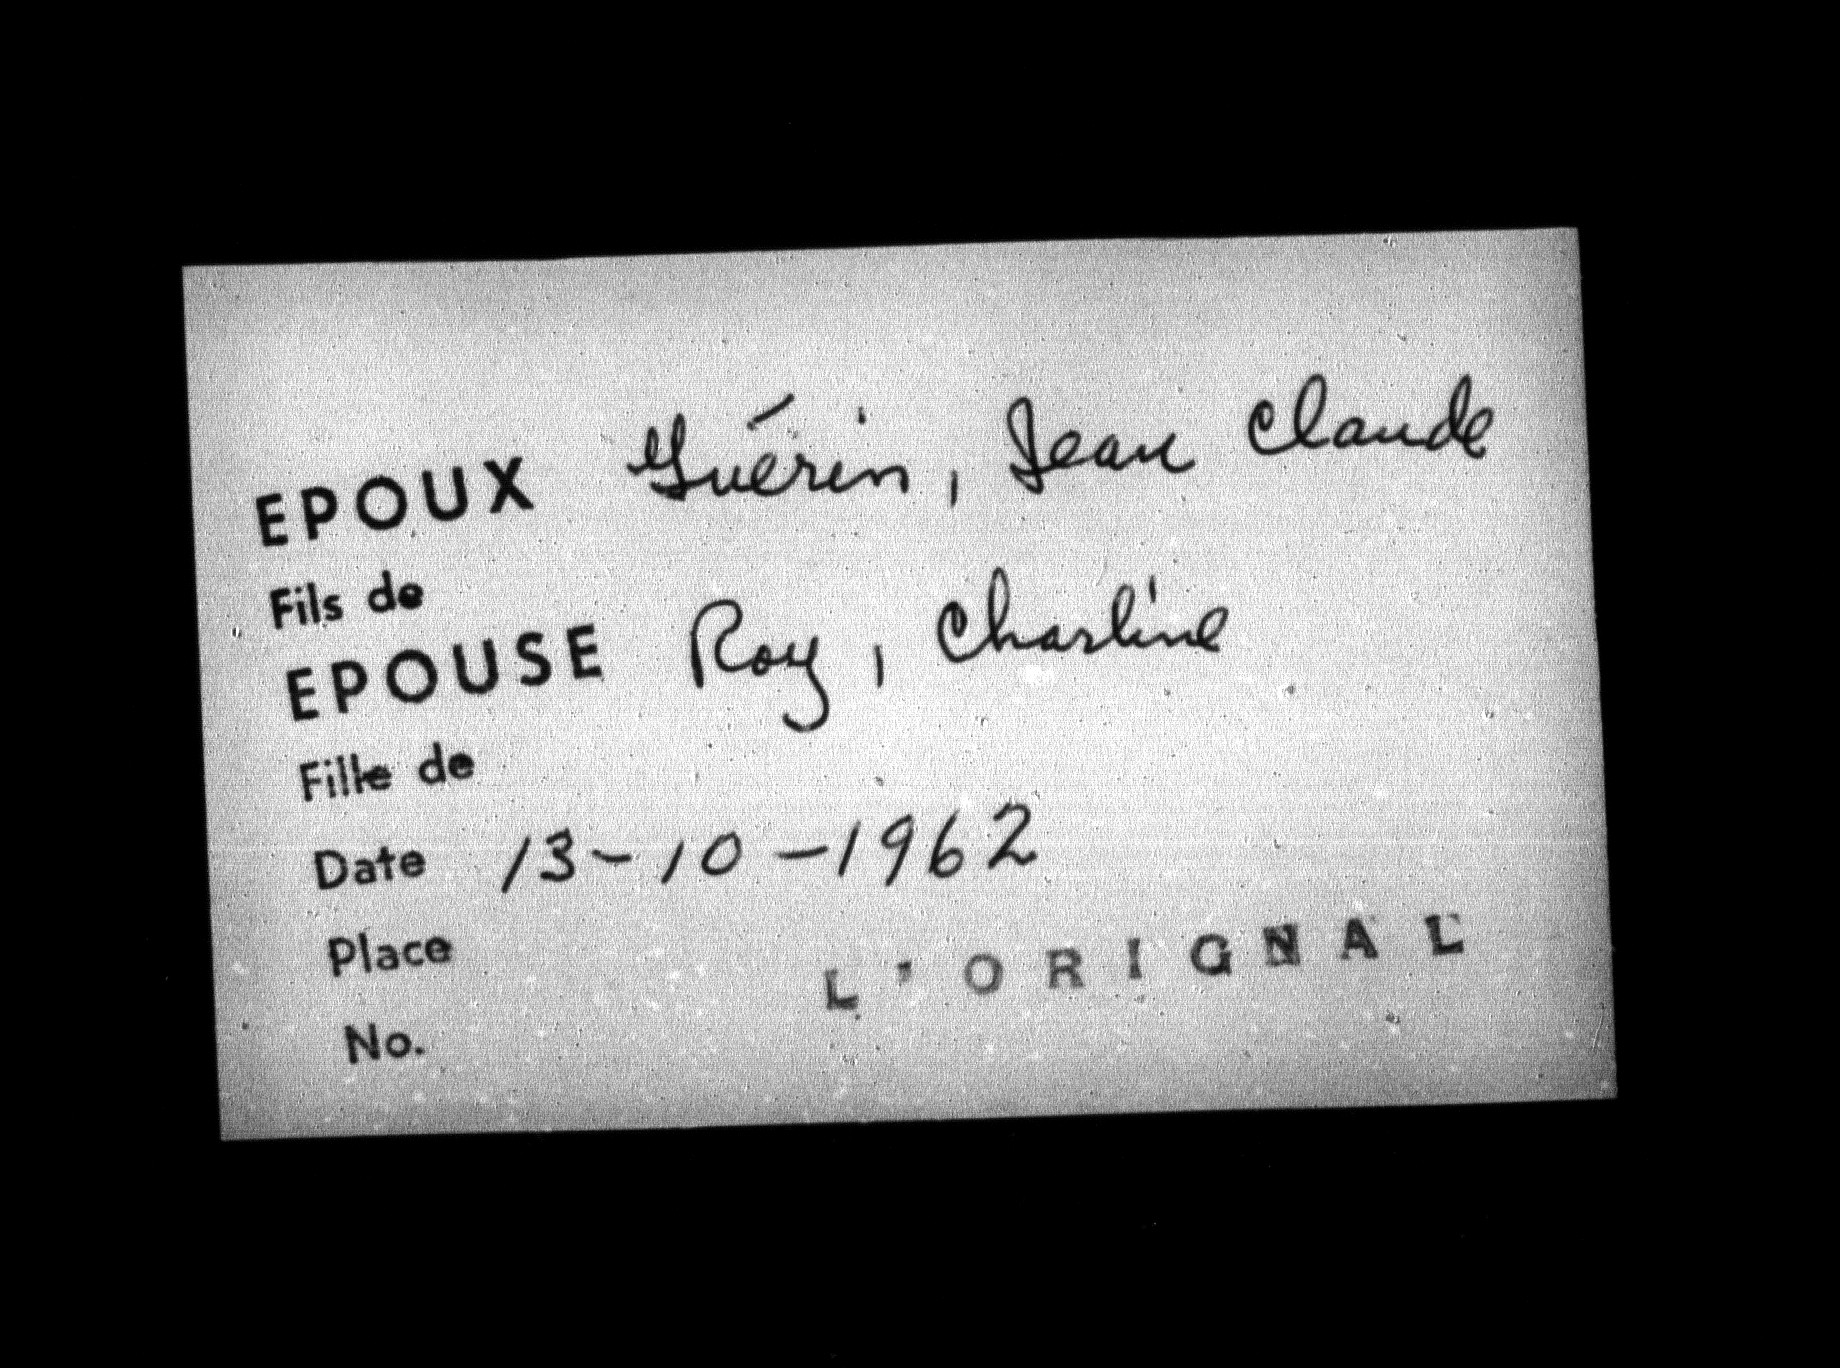 EPOUX Guérin, Jean Claude
Fils de
EPOUSE Roy, Charline
Fille de
Date 13-10-1962
Place L'ORIGNAL
No.